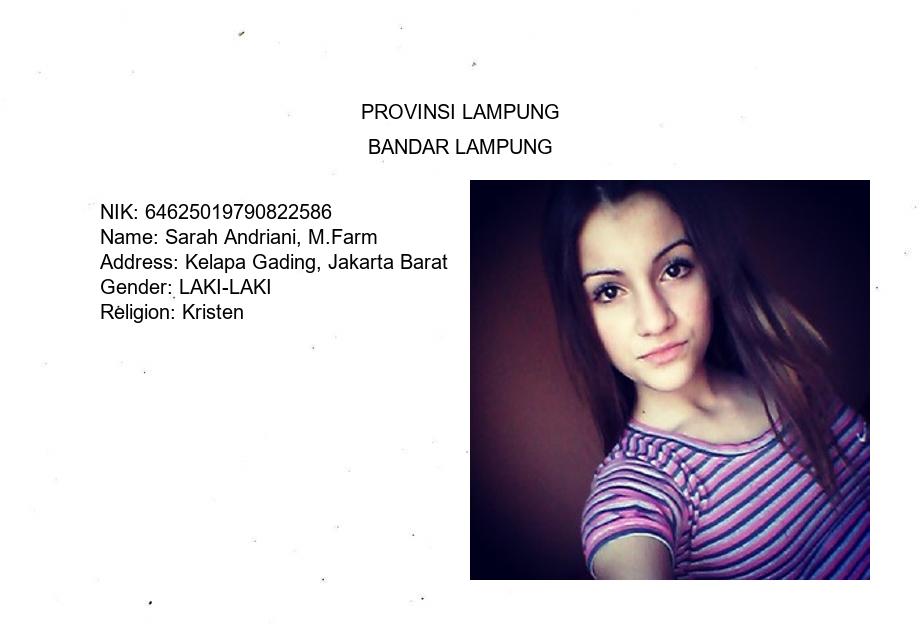 PROVINSI LAMPUNG
BANDAR LAMPUNG
NIK: 64625019790822586
Name: Sarah Andriani, M.Farm
Address: Kelapa Gading, Jakarta Barat
Gender: LAKI-LAKI
Religion: Kristen